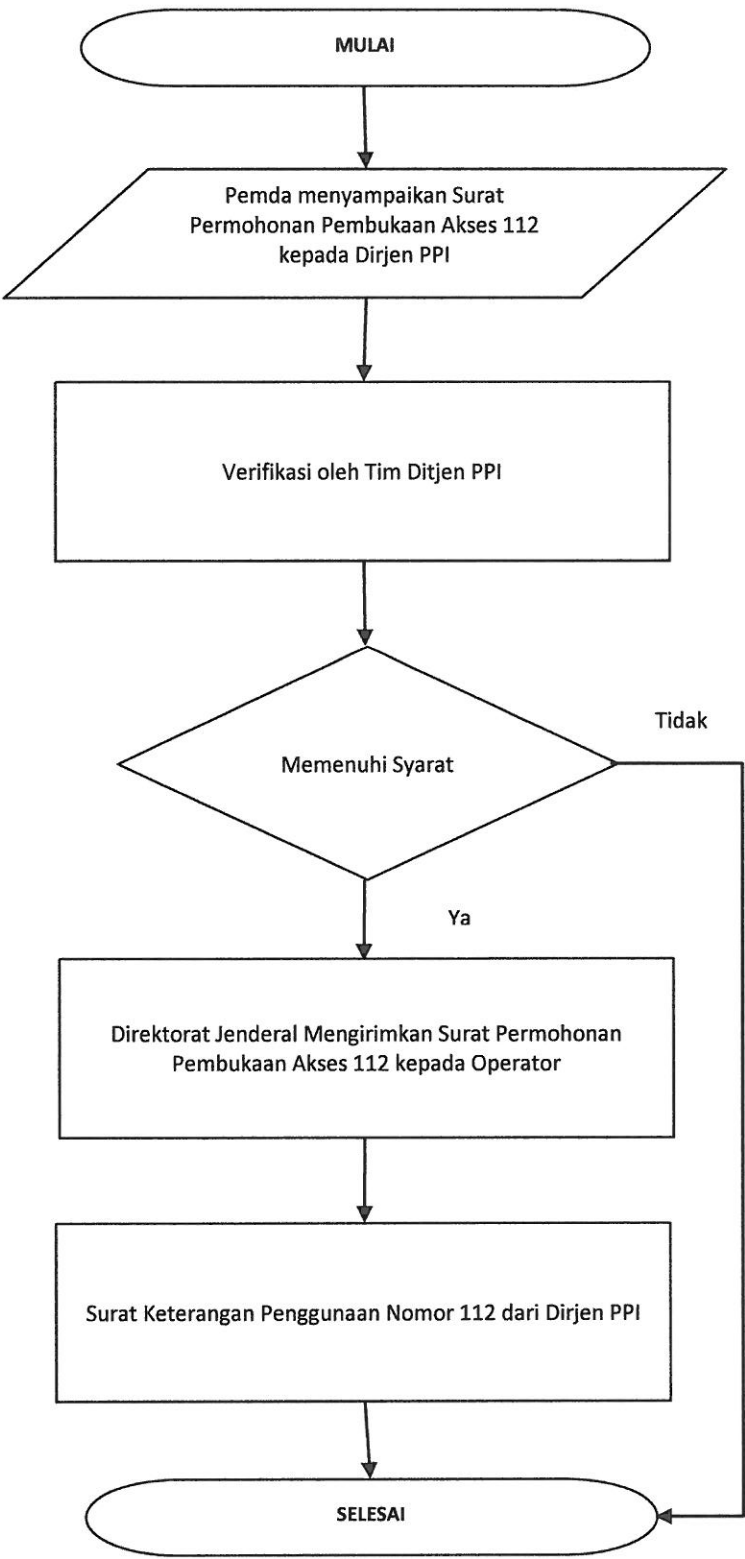 MULAI
Pemda menyampaikan Surat
Permohonan Pembukaan Akses 112
kepada Dirjen PPI
Verifikasi oleh Tim Ditjen PPI
Memenuhi Syarat
Tidak
Ya
Direktorat Jenderal Mengirimkan Surat Permohonan
Pembukaan Akses 112 kepada Operator
Surat Keterangan Penggunaan Nomor 112 dari Dirjen PPI
SELESAI